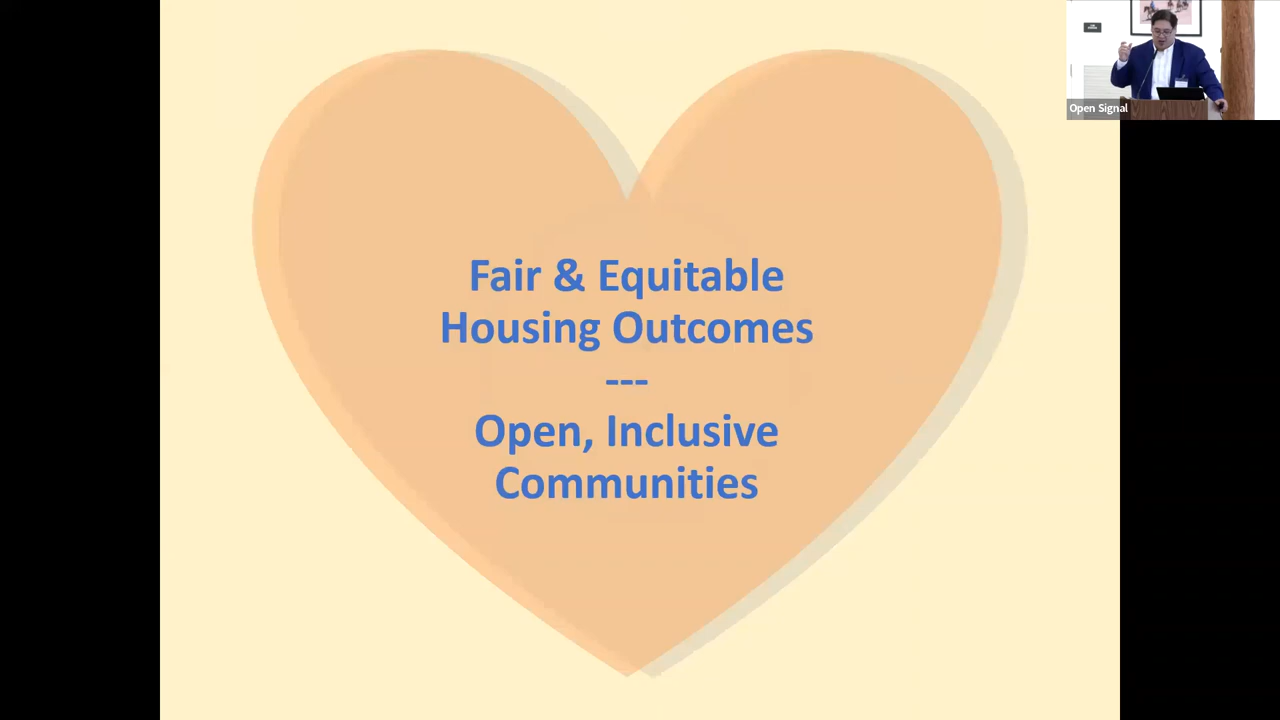 Fair & Equitable
Housing Outcomes
---
Open, Inclusive
Communities
Open Signal